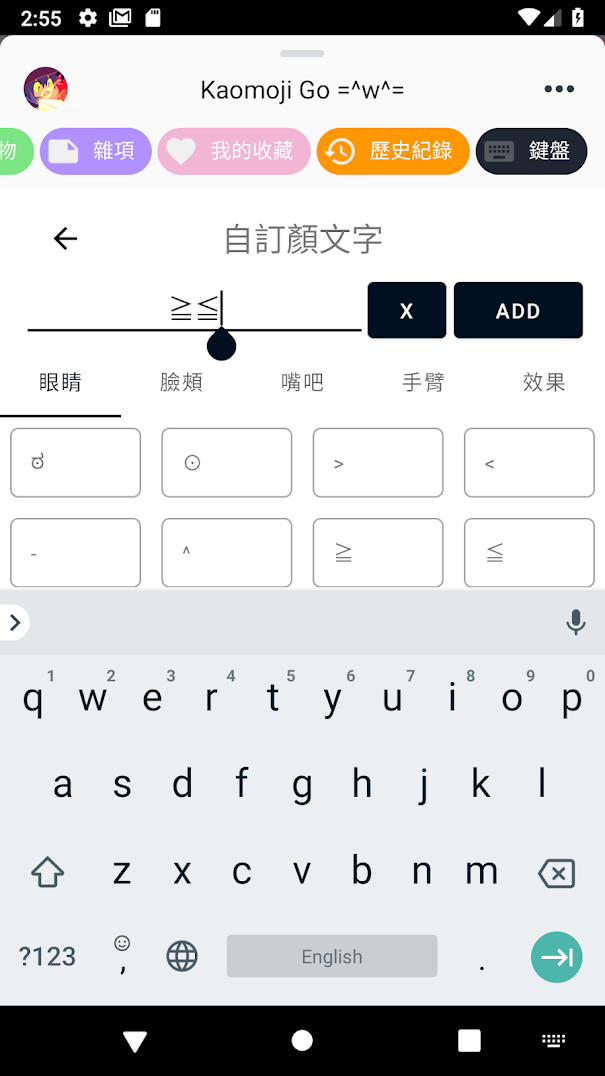 2:55
Kaomoji Go =^w^=
物 雜項 我的收藏 歷史紀錄 鍵盤
自訂顏文字
≧≦ X ADD
眼睛 臉頰 嘴吧 手臂 效果
ಠ ⊙ > <
- ^ ≧ ≦
1 2 3 4 5 6 7 8 9 0
q w e r t y u i o p
a s d f g h j k l
z x c v b n m
?123 , English .